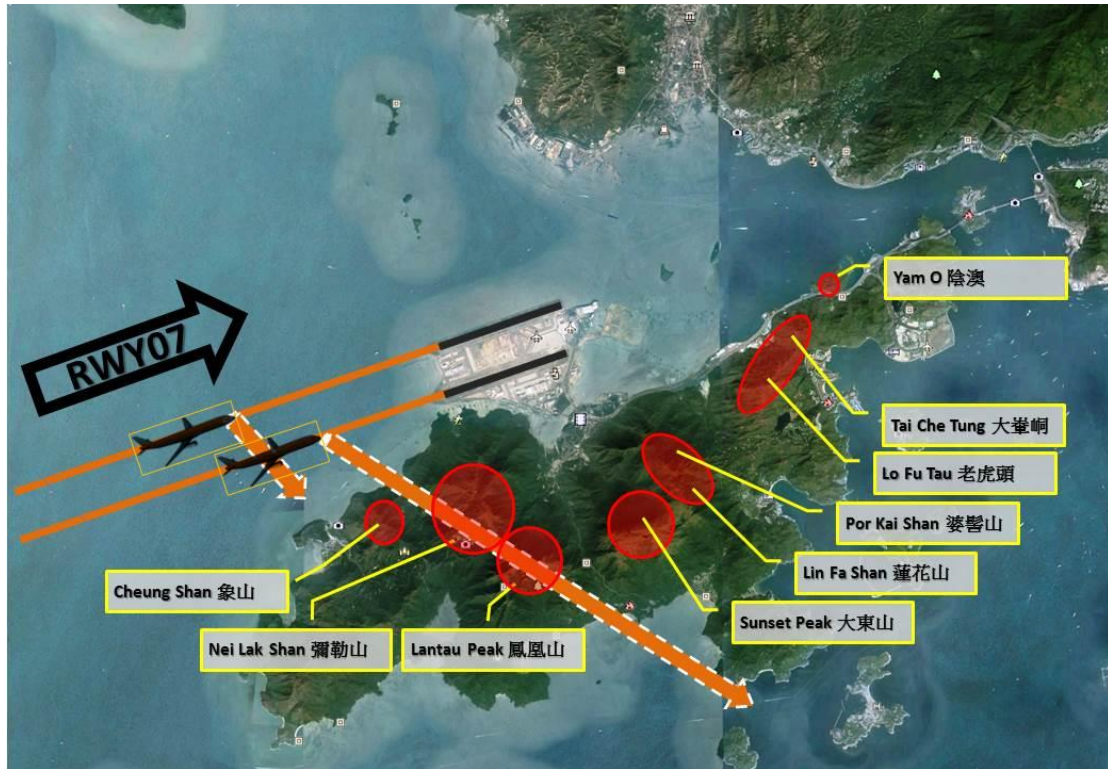 RWY07
Yam O 陰澳
Tai Che Tung 大輋峒
Lo Fu Tau 老虎頭
Por Kai Shan 婆髻山
Lin Fa Shan 蓮花山
Sunset Peak 大東山
Cheung Shan 象山
Nei Lak Shan 彌勒山
Lantau Peak 鳳凰山